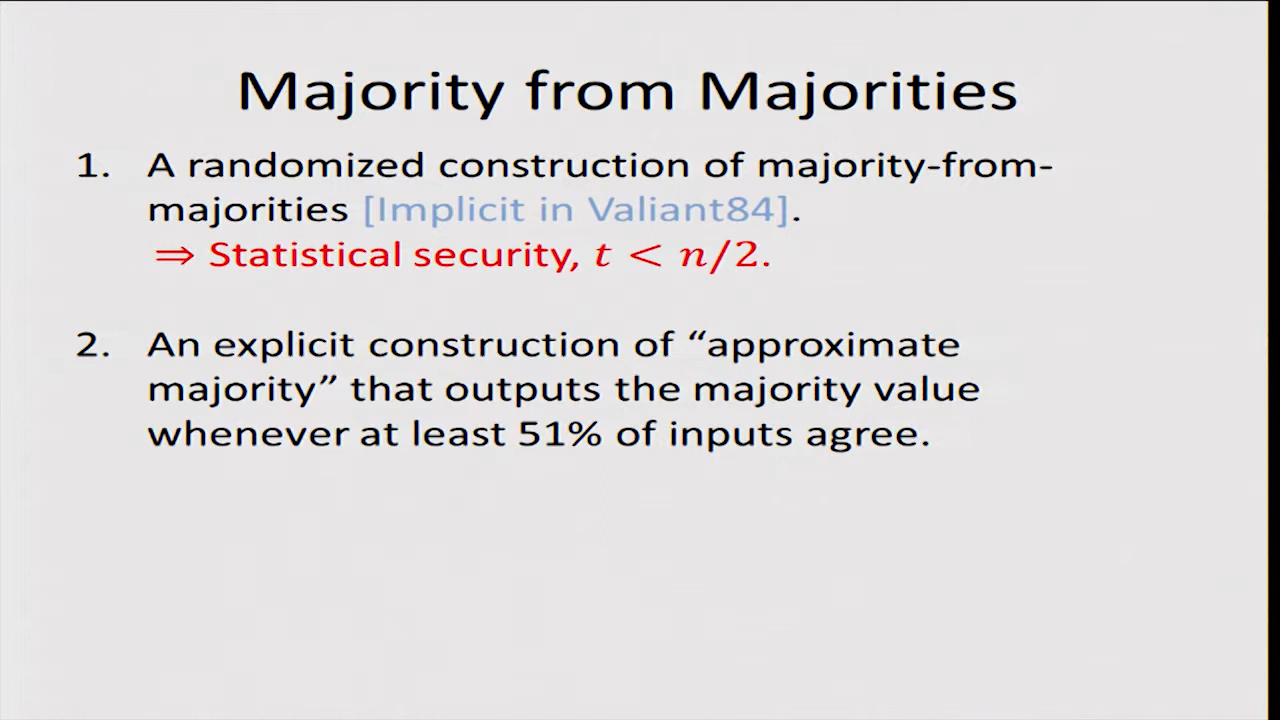 Majority from Majorities
1. A randomized construction of majority-from-
majorities [Implicit in Valiant84].
⇒ Statistical security, t < n/2.
2. An explicit construction of “approximate
majority” that outputs the majority value
whenever at least 51% of inputs agree.